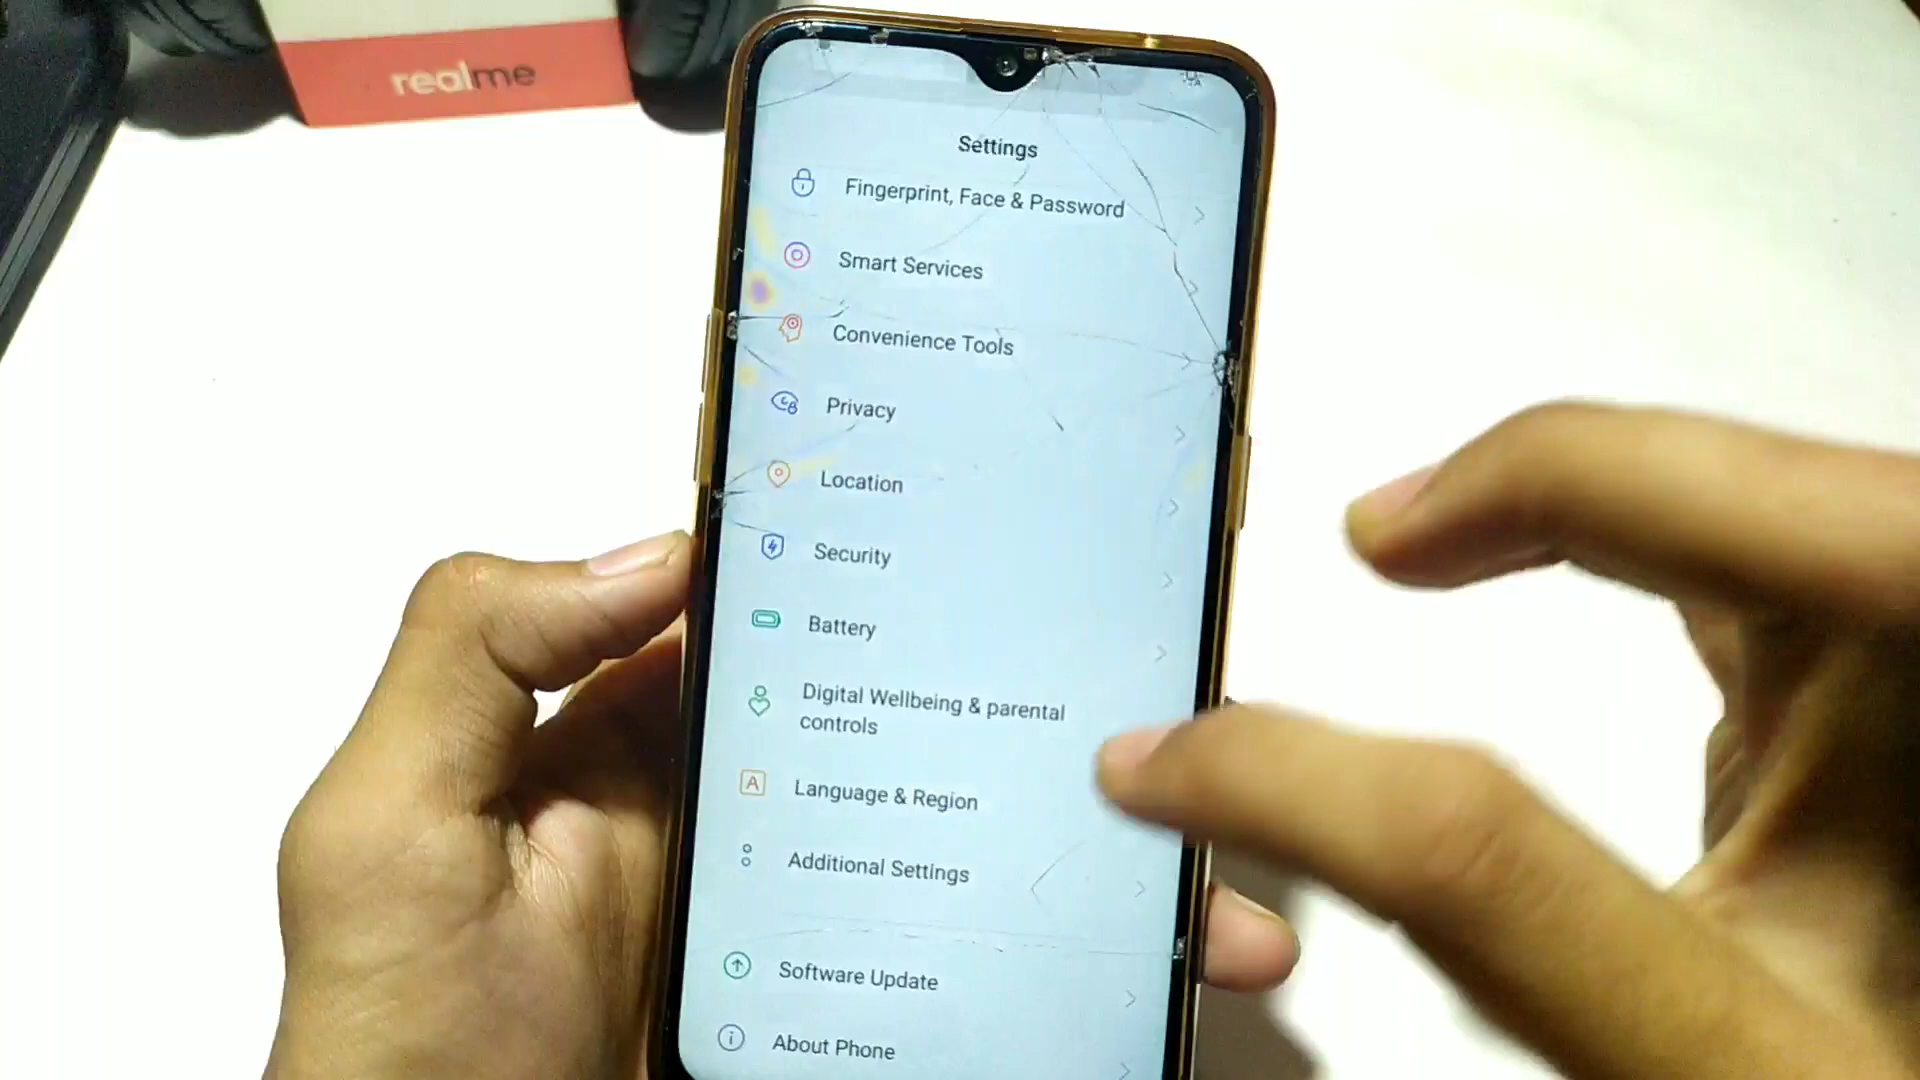 realme
Settings
Fingerprint, Face & Password
Smart Services
Convenience Tools
Privacy
Location
Security
Battery
Digital Wellbeing & parental
controls
Language & Region
Additional Settings
Software Update
About Phone